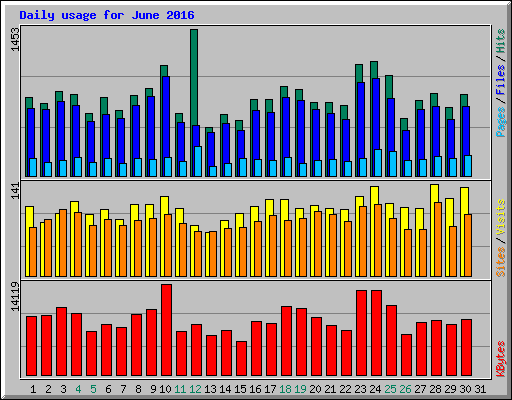 Daily usage for June 2016
1453
Pages / Files / Hits
141
Sites / Visits
14119
KBytes
1 2 3 4 5 6 7 8 9 10 11 12 13 14 15 16 17 18 19 20 21 22 23 24 25 26 27 28 29 30 31